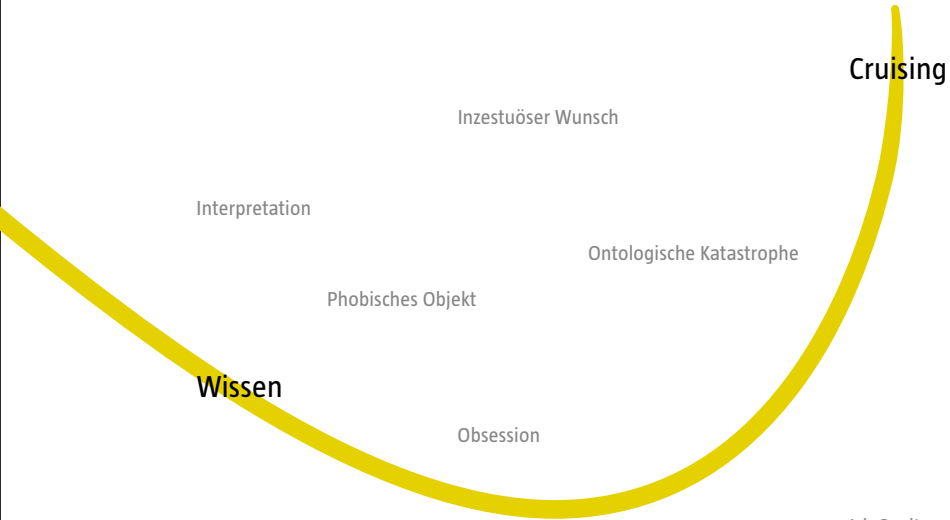 Cruising
Inzestuöser Wunsch
Interpretation
Ontologische Katastrophe
Phobisches Objekt
Wissen
Obsession